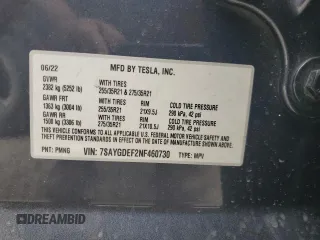 06/22 MFD BY TESLA, INC.
GVWR
2382 kg (5252 lb) WITH TIRES 255/35R21 & 275/35R21
GAWR FRT
1363 kg (3004 lb) WITH TIRES 255/35R21 RIM 21X9.5J COLD TIRE PRESSURE 290 kPa, 42 psi
GAWR RR
1500 kg (3306 lb) WITH TIRES 275/35R21 RIM 21X10.5J COLD TIRE PRESSURE 290 kPa, 42 psi
THIS VEHICLE CONFORMS TO ALL APPLICABLE FEDERAL
MOTOR VEHICLE SAFETY AND THEFT PREVENTION STANDARDS
IN EFFECT ON THE DATE OF MANUFACTURE SHOWN ABOVE.
PNT: PMNG VIN: 7SAYGDEF2NF460730 TYPE: MPV
DREAMBID